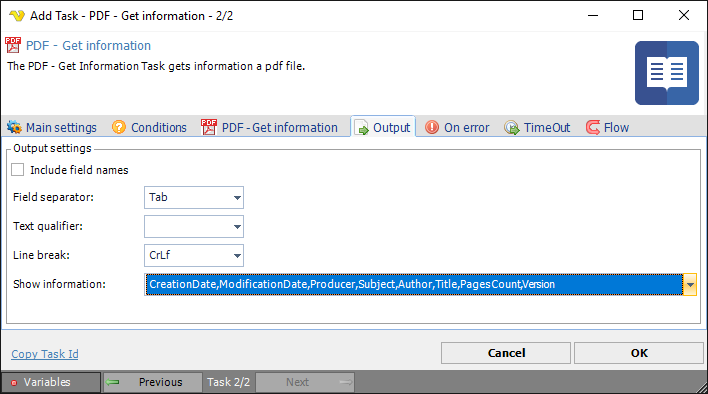 Add Task - PDF - Get information - 2/2
PDF PDF - Get information
The PDF - Get Information Task gets information a pdf file.
Main settings Conditions PDF PDF - Get information Output On error TimeOut Flow
Output settings
Include field names
Field separator: Tab
Text qualifier:
Line break: CrLf
Show information: CreationDate,ModificationDate,Producer,Subject,Author,Title,PagesCount,Version
Copy Task Id Cancel OK
Variables Previous Task 2/2 Next